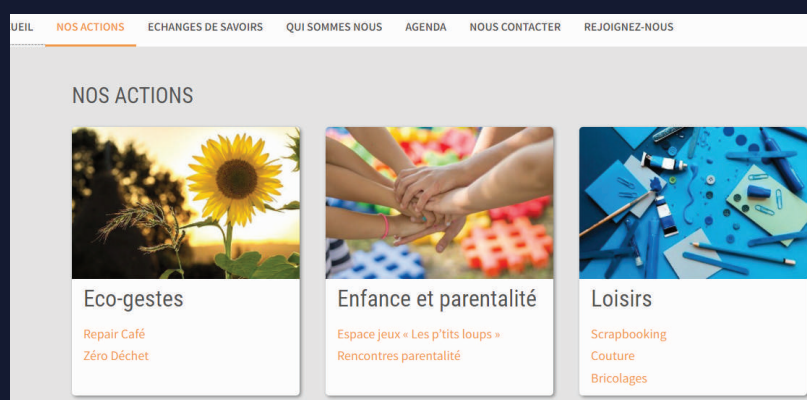 UEIL NOS ACTIONS ECHANGES DE SAVOIRS QUI SOMMES NOUS AGENDA NOUS CONTACTER REJOIGNEZ-NOUS
NOS ACTIONS
Eco-gestes
Repair Café
Zéro Déchet
Enfance et parentalité
Espace jeux « Les p'tits loups »
Rencontres parentalité
Loisirs
Scrapbooking
Couture
Bricolages